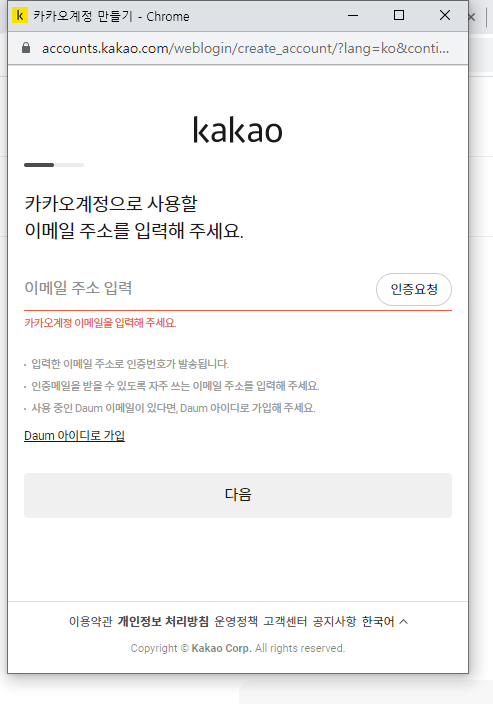 k 카카오계정 만들기 - Chrome
accounts.kakao.com/weblogin/create_account/?lang=ko&conti...
kakao
카카오계정으로 사용할
이메일 주소를 입력해 주세요.
이메일 주소 입력 인증요청
카카오계정 이메일을 입력해 주세요.
· 입력한 이메일 주소로 인증번호가 발송됩니다.
· 인증메일을 받을 수 있도록 자주 쓰는 이메일 주소를 입력해 주세요.
· 사용 중인 Daum 이메일이 있다면, Daum 아이디로 가입해 주세요.
Daum 아이디로 가입
다음
이용약관 개인정보 처리방침 운영정책 고객센터 공지사항 한국어
Copyright © Kakao Corp. All rights reserved.